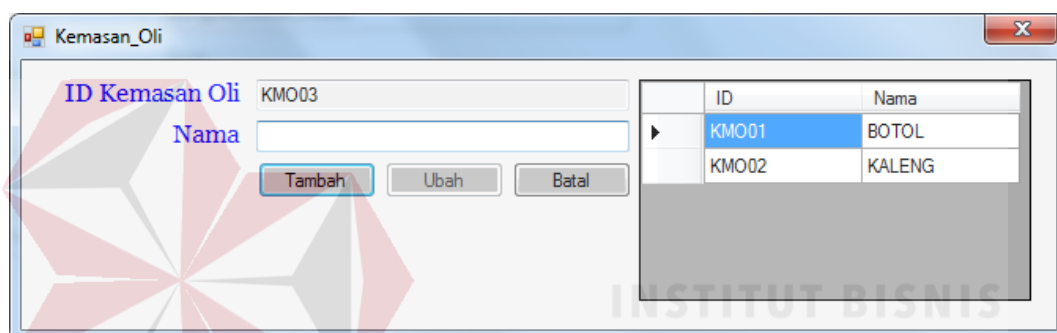 Kemasan_Oli
ID Kemasan Oli KMO03
Nama
Tambah Ubah Batal
ID Nama
KMO01 BOTOL
KMO02 KALENG
INSTITUT BISNIS